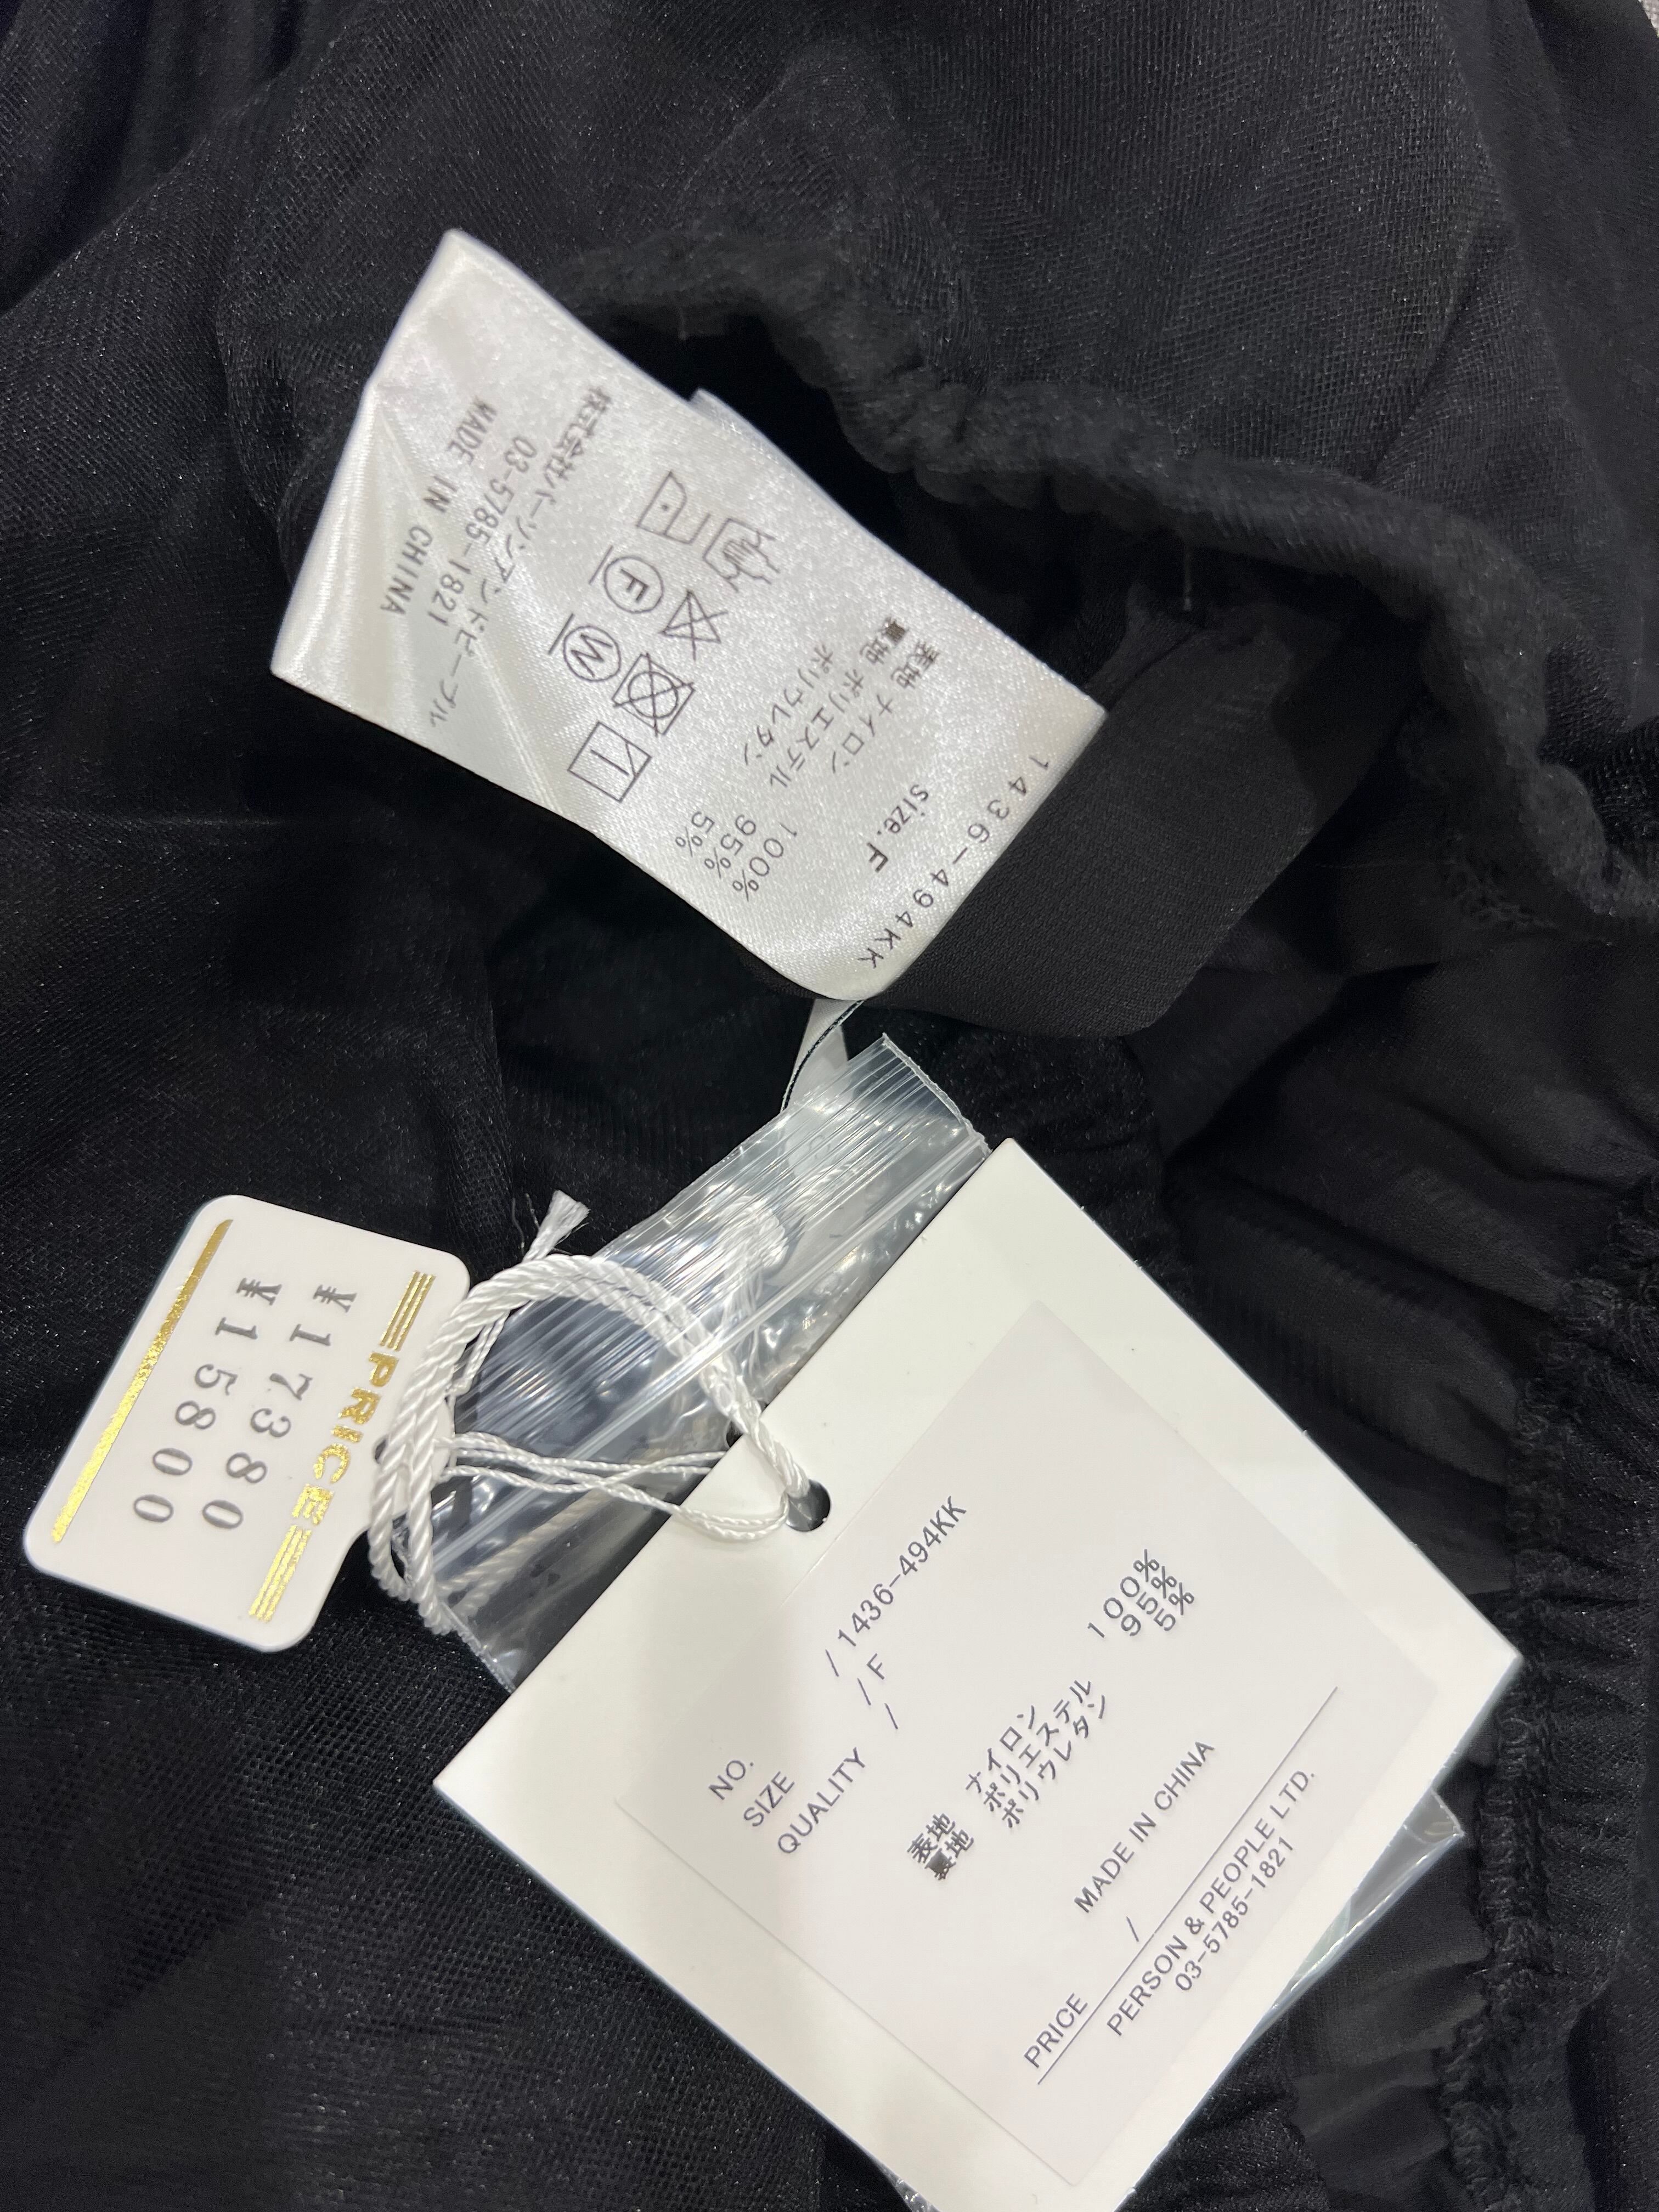 1436-494KK
size.F
表地 ナイロン 100%
裏地 ポリエステル 95%
ポリウレタン 5%
F
W
株式会社パーソンアンドピープル
03-5785-1821
MADE IN CHINA
PRICE
¥17380
¥15800
NO. / 1436-494KK
SIZE / F
QUALITY /
表地 ナイロン 100%
裏地 ポリエステル 95%
ポリウレタン 5%
MADE IN CHINA
PRICE /
PERSON & PEOPLE LTD.
03-5785-1821